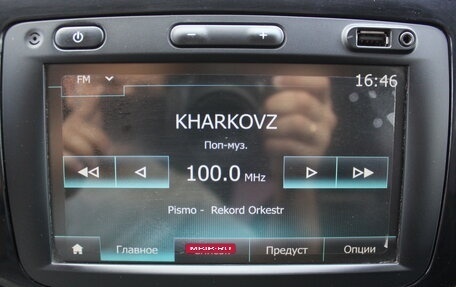 FM
16:46
KHARKOVZ
Поп-муз.
100.0 MHz
Pismo - Rekord Orkestr
Главное
Предуст
Опции